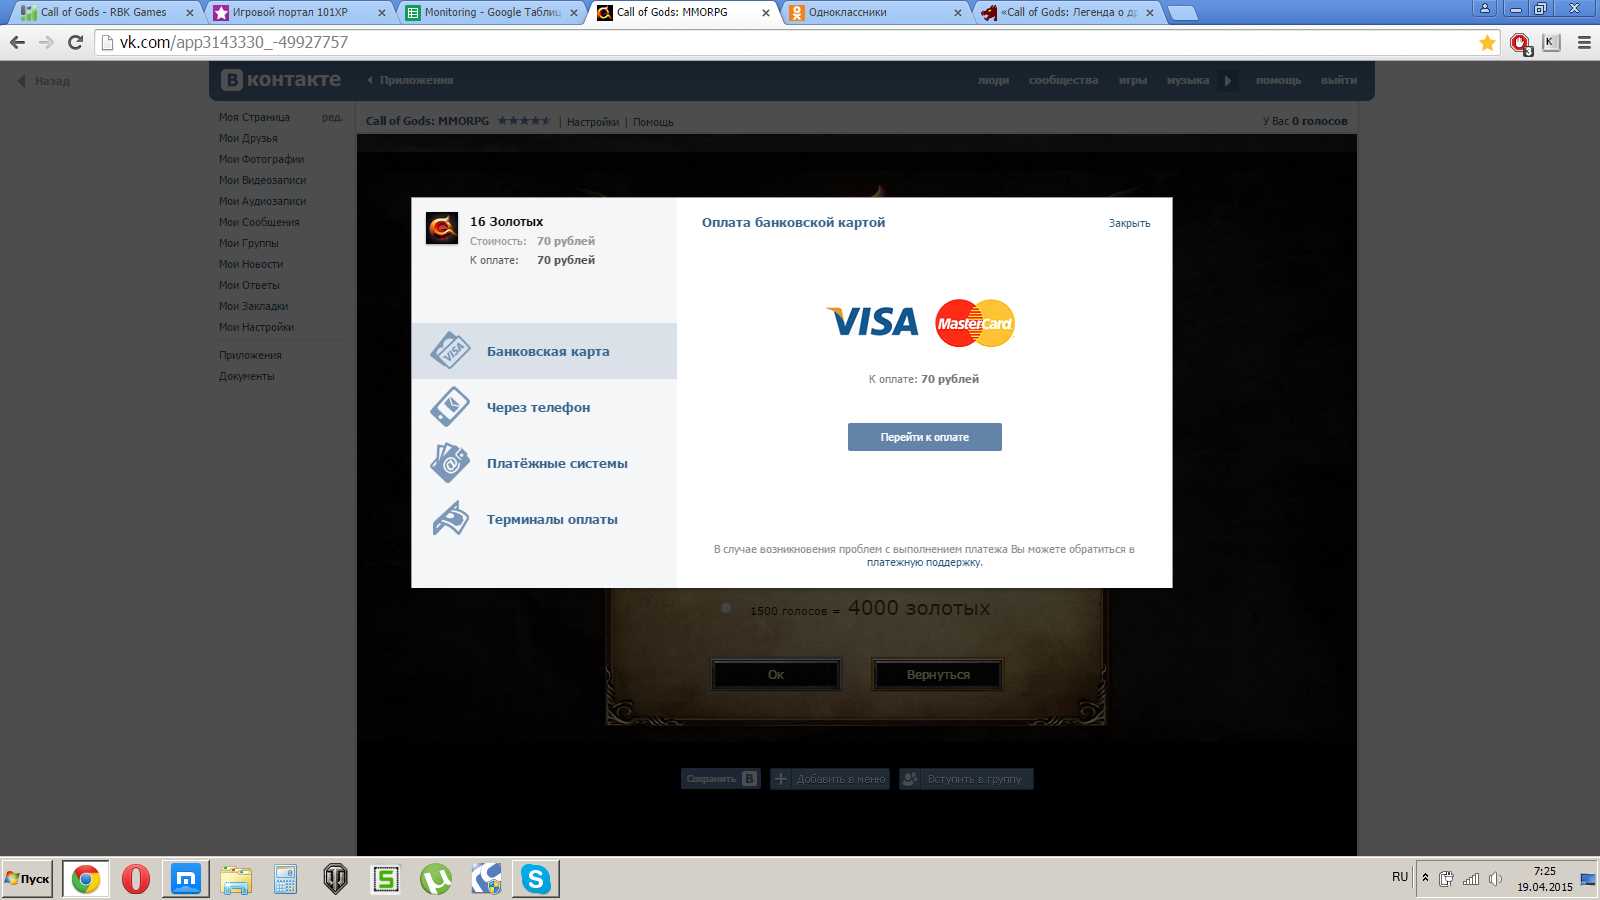 Call of Gods - RBK Games
Игровой портал 101XP
Monitoring - Google Таблиц
Call of Gods: MMORPG
Одноклассники
«Call of Gods: Легенда о др
vk.com/app3143330_-49927757
3
K
Назад
В контакте
Приложения
люди
сообщества
игры
музыка
помощь
выйти
Моя Страница
ред.
Мои Друзья
Мои Фотографии
Мои Видеозаписи
Мои Аудиозаписи
Мои Сообщения
Мои Группы
Мои Новости
Мои Ответы
Мои Закладки
Мои Настройки
Приложения
Документы
Call of Gods: MMORPG | Настройки | Помощь
У Вас 0 голосов
16 Золотых
Стоимость: 70 рублей
К оплате: 70 рублей
VISA
Банковская карта
Через телефон
@
Платёжные системы
Терминалы оплаты
Оплата банковской картой
Закрыть
VISA MasterCard
К оплате: 70 рублей
Перейти к оплате
В случае возникновения проблем с выполнением платежа Вы можете обратиться в
платежную поддержку.
1500 голосов = 4000 золотых
Ок
Вернуться
Сохранить В
Добавить в меню
Вступить в группу
Пуск
RU
7:25
19.04.2015